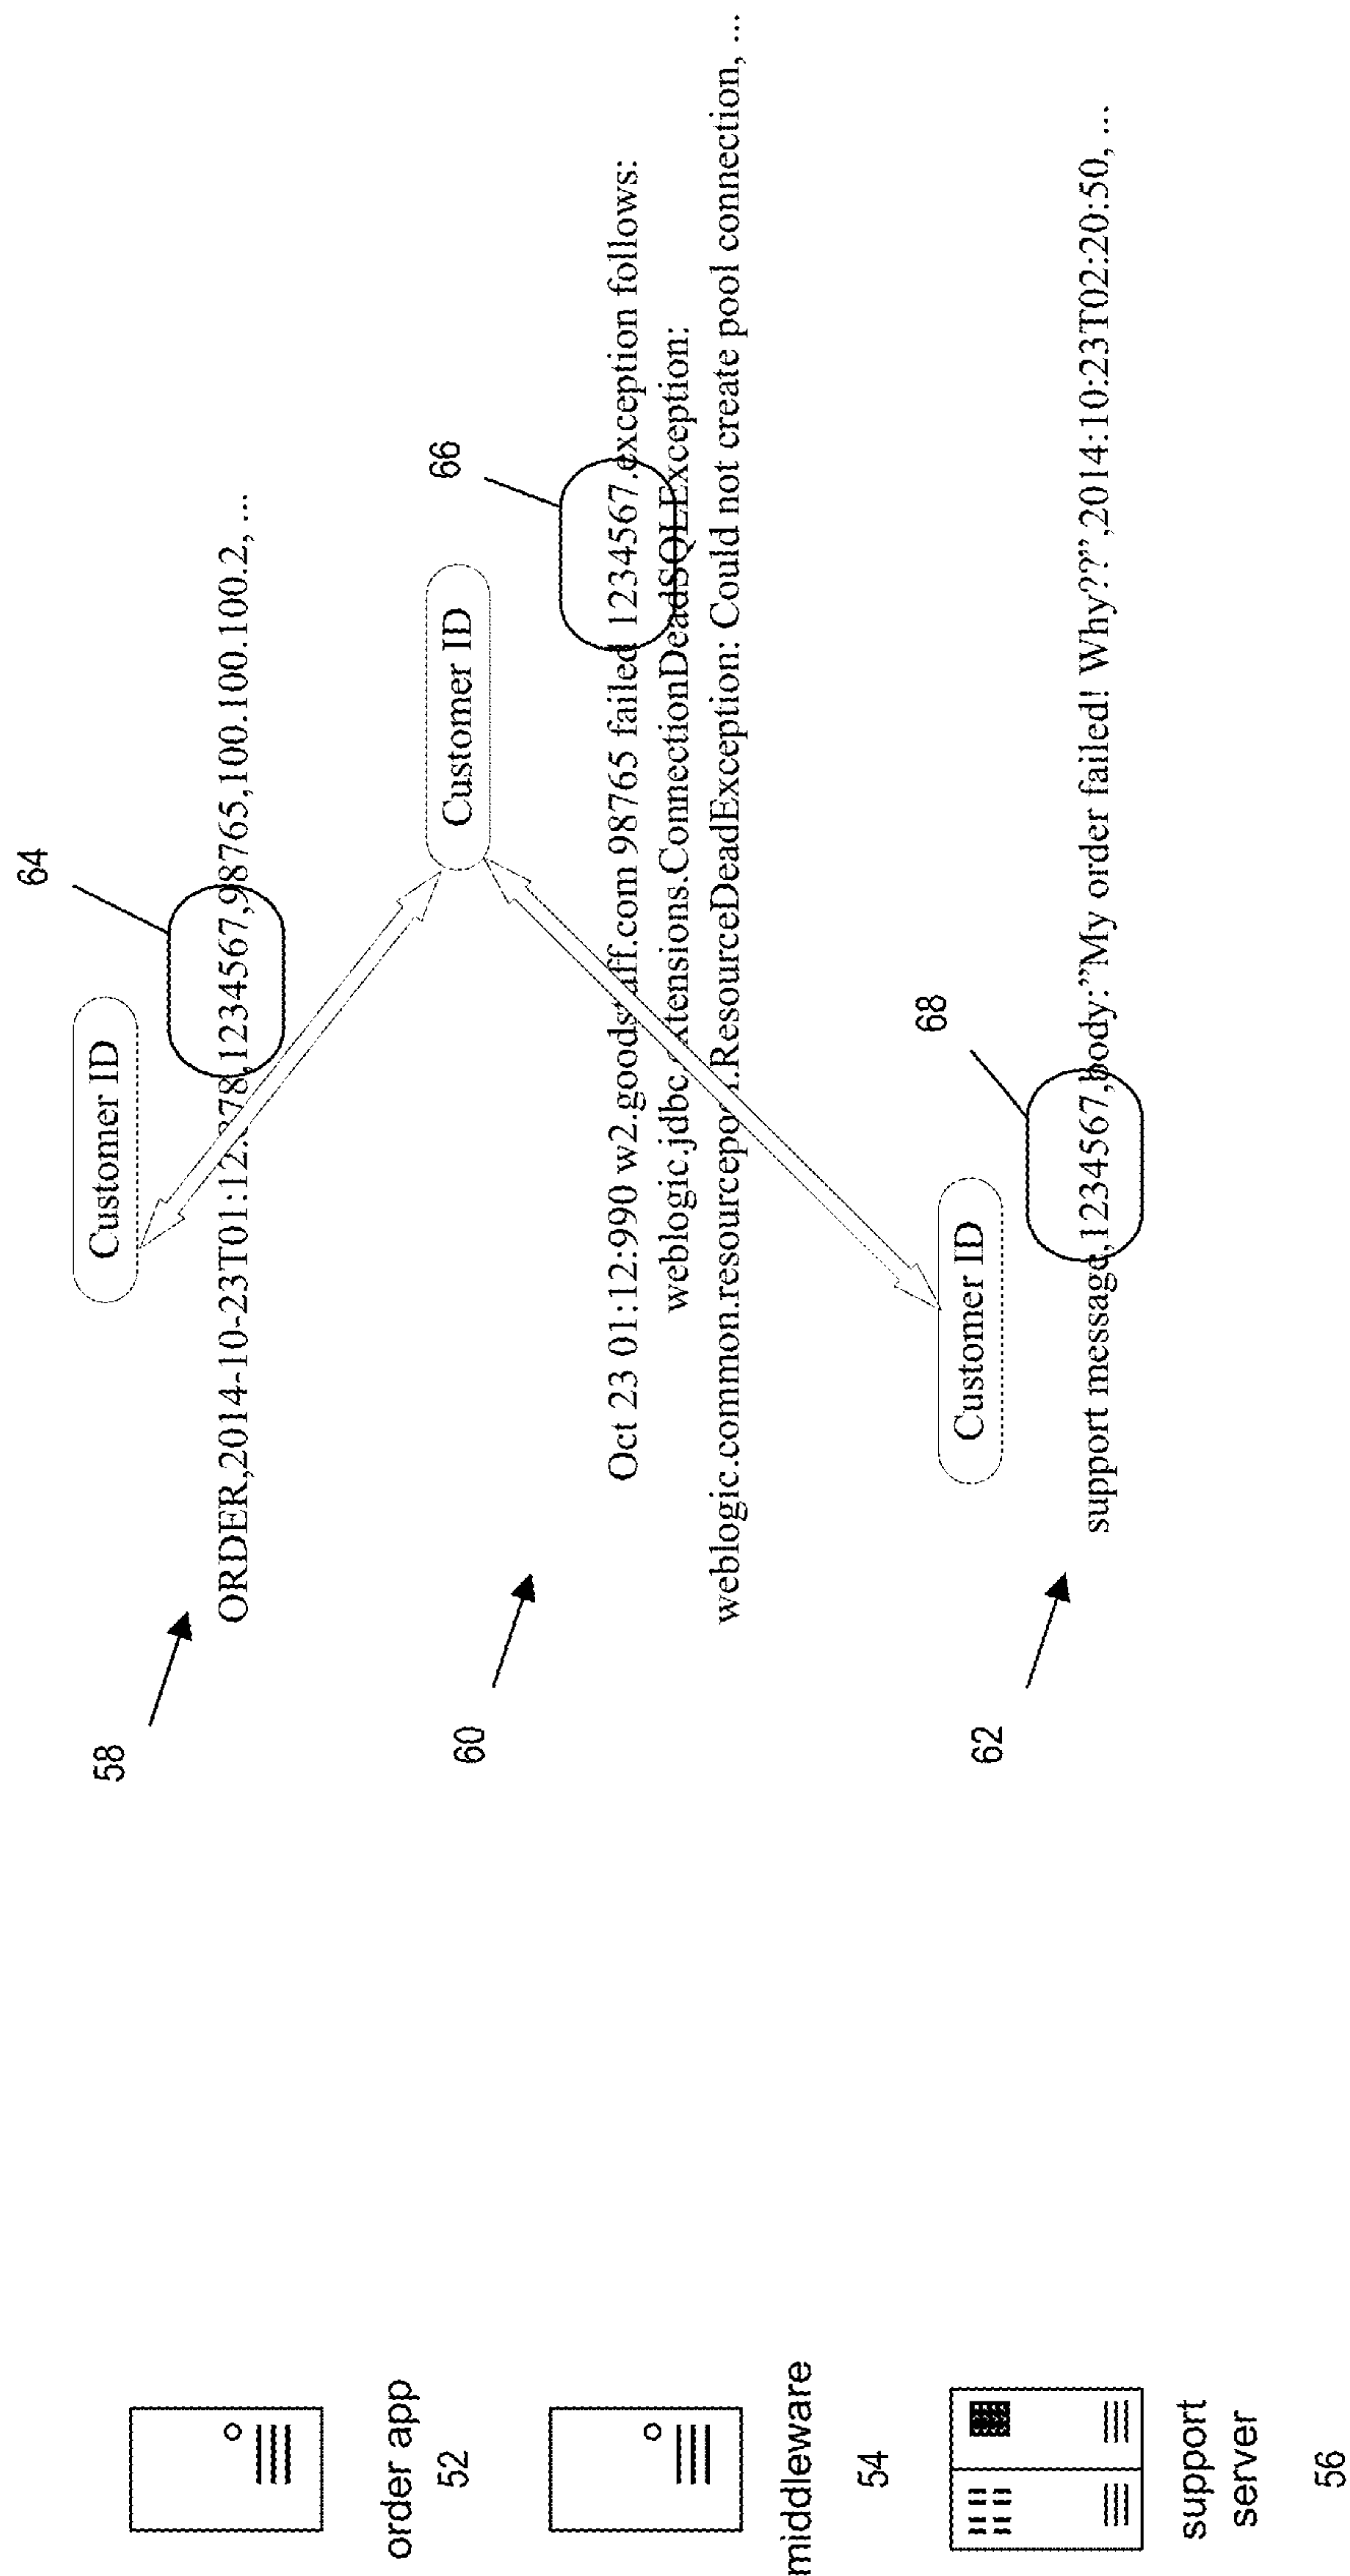 64
Customer ID
58
ORDER,2014-10-23T01:12:878,1234567,98765,100.100.100.2, ...
order app
52
Customer ID
66
60
Oct 23 01:12:990 w2.goodstuff.com 98765 failed 1234567.exception follows:
weblogic.jdbc.extensions.ConnectionDeadSQLException:
weblogic.common.resourcepool.ResourceDeadException: Could not create pool connection, ...
middleware
54
68
Customer ID
62
support message,1234567,body:”My order failed! Why??”,2014:10:23T02:20:50, ...
support
server
56